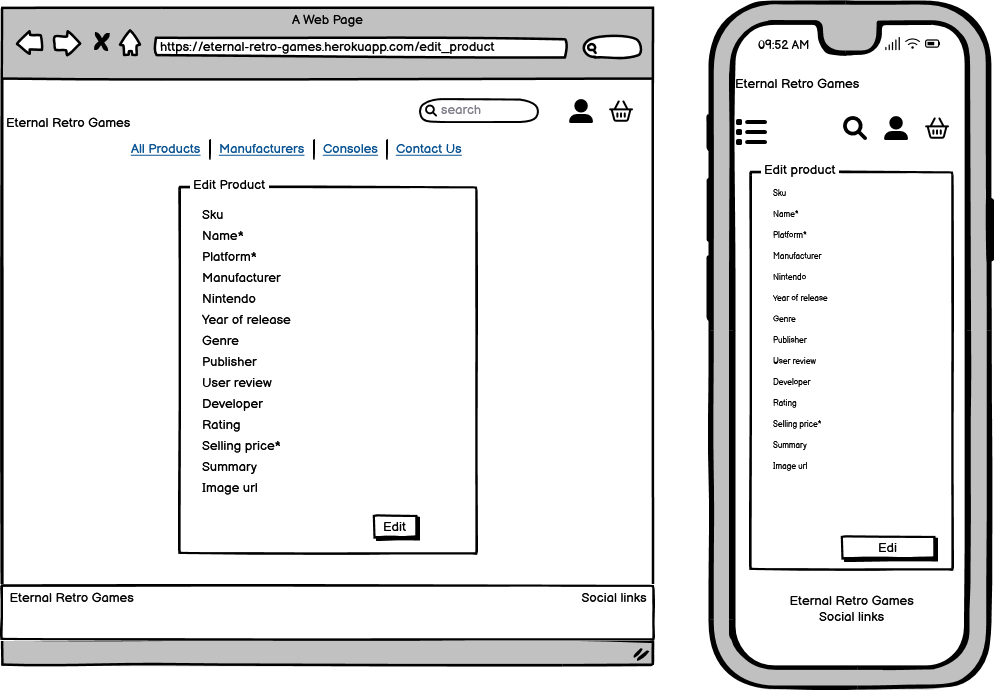 A Web Page
https://eternal-retro-games.herokuapp.com/edit_product
search
Eternal Retro Games
All Products Manufacturers Consoles Contact Us
Edit Product
Sku
Name*
Platform*
Manufacturer
Nintendo
Year of release
Genre
Publisher
User review
Developer
Rating
Selling price*
Summary
Image url
Edit
Eternal Retro Games Social links
09:52 AM
Eternal Retro Games
Edit product
Sku
Name*
Platform*
Manufacturer
Nintendo
Year of release
Genre
Publisher
User review
Developer
Rating
Selling price*
Summary
Image url
Edi
Eternal Retro Games
Social links